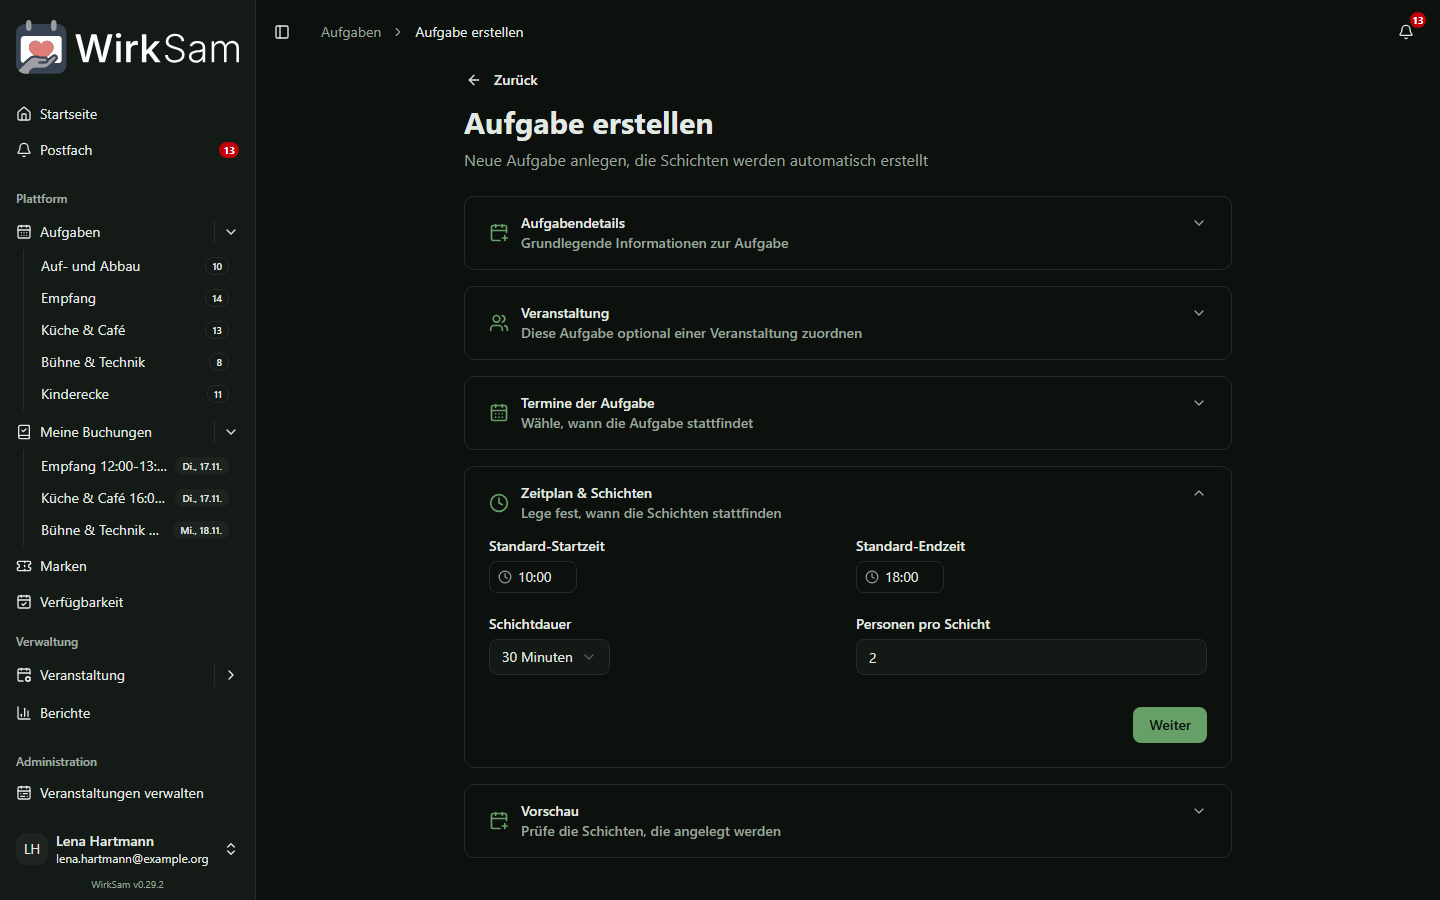 WirkSam
Startseite
Postfach 13
Plattform
Aufgaben
Auf- und Abbau 10
Empfang 14
Küche & Café 13
Bühne & Technik 8
Kinderecke 11
Meine Buchungen
Empfang 12:00-13:... Di., 17.11.
Küche & Café 16:0... Di., 17.11.
Bühne & Technik ... Mi., 18.11.
Marken
Verfügbarkeit
Verwaltung
Veranstaltung
Berichte
Administration
Veranstaltungen verwalten
LH
Lena Hartmann
lena.hartmann@example.org
WirkSam v0.29.2
Aufgaben > Aufgabe erstellen
13
Zurück
Aufgabe erstellen
Neue Aufgabe anlegen, die Schichten werden automatisch erstellt
Aufgabendetails
Grundlegende Informationen zur Aufgabe
Veranstaltung
Diese Aufgabe optional einer Veranstaltung zuordnen
Termine der Aufgabe
Wähle, wann die Aufgabe stattfindet
Zeitplan & Schichten
Lege fest, wann die Schichten stattfinden
Standard-Startzeit
10:00
Standard-Endzeit
18:00
Schichtdauer
30 Minuten
Personen pro Schicht
2
Weiter
Vorschau
Prüfe die Schichten, die angelegt werden